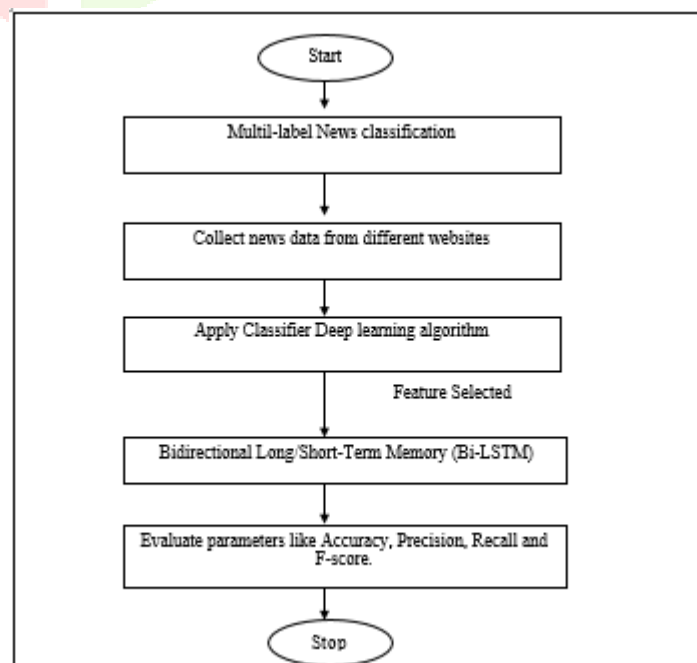 Start
Multil-label News classification
Collect news data from different websites
Apply Classifier Deep learning algorithm
Feature Selected
Bidirectional Long/Short-Term Memory (Bi-LSTM)
Evaluate parameters like Accuracy, Precision, Recall and
F-score.
Stop